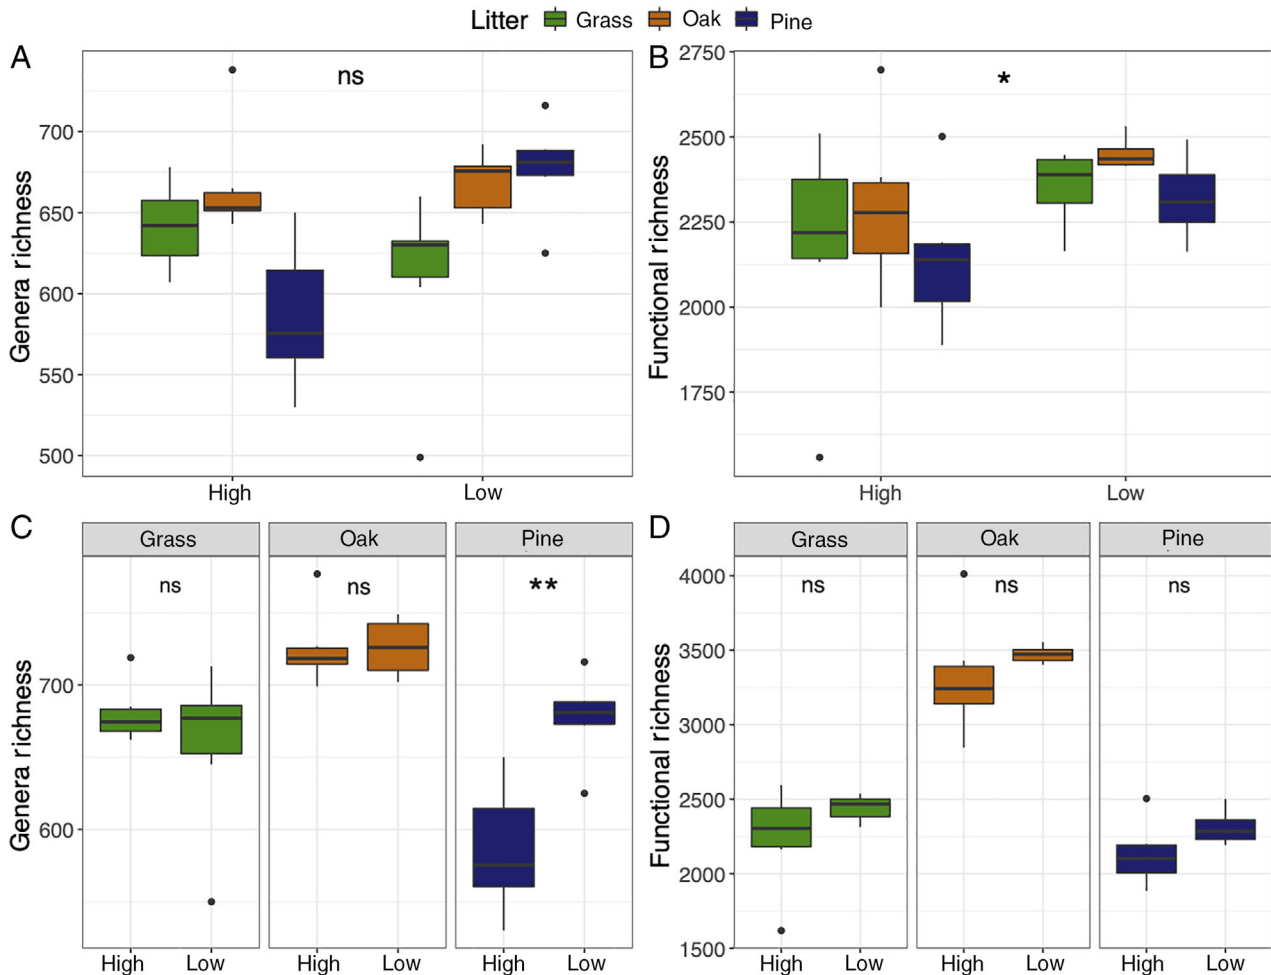 Litter Grass Oak Pine
A
ns
Genera richness
700
650
600
550
500
High Low
B
*
Functional richness
2750
2500
2250
2000
1750
High Low
C
Grass Oak Pine
ns ns **
Genera richness
700
600
High Low High Low High Low
D
Grass Oak Pine
ns ns ns
Functional richness
4000
3500
3000
2500
2000
1500
High Low High Low High Low